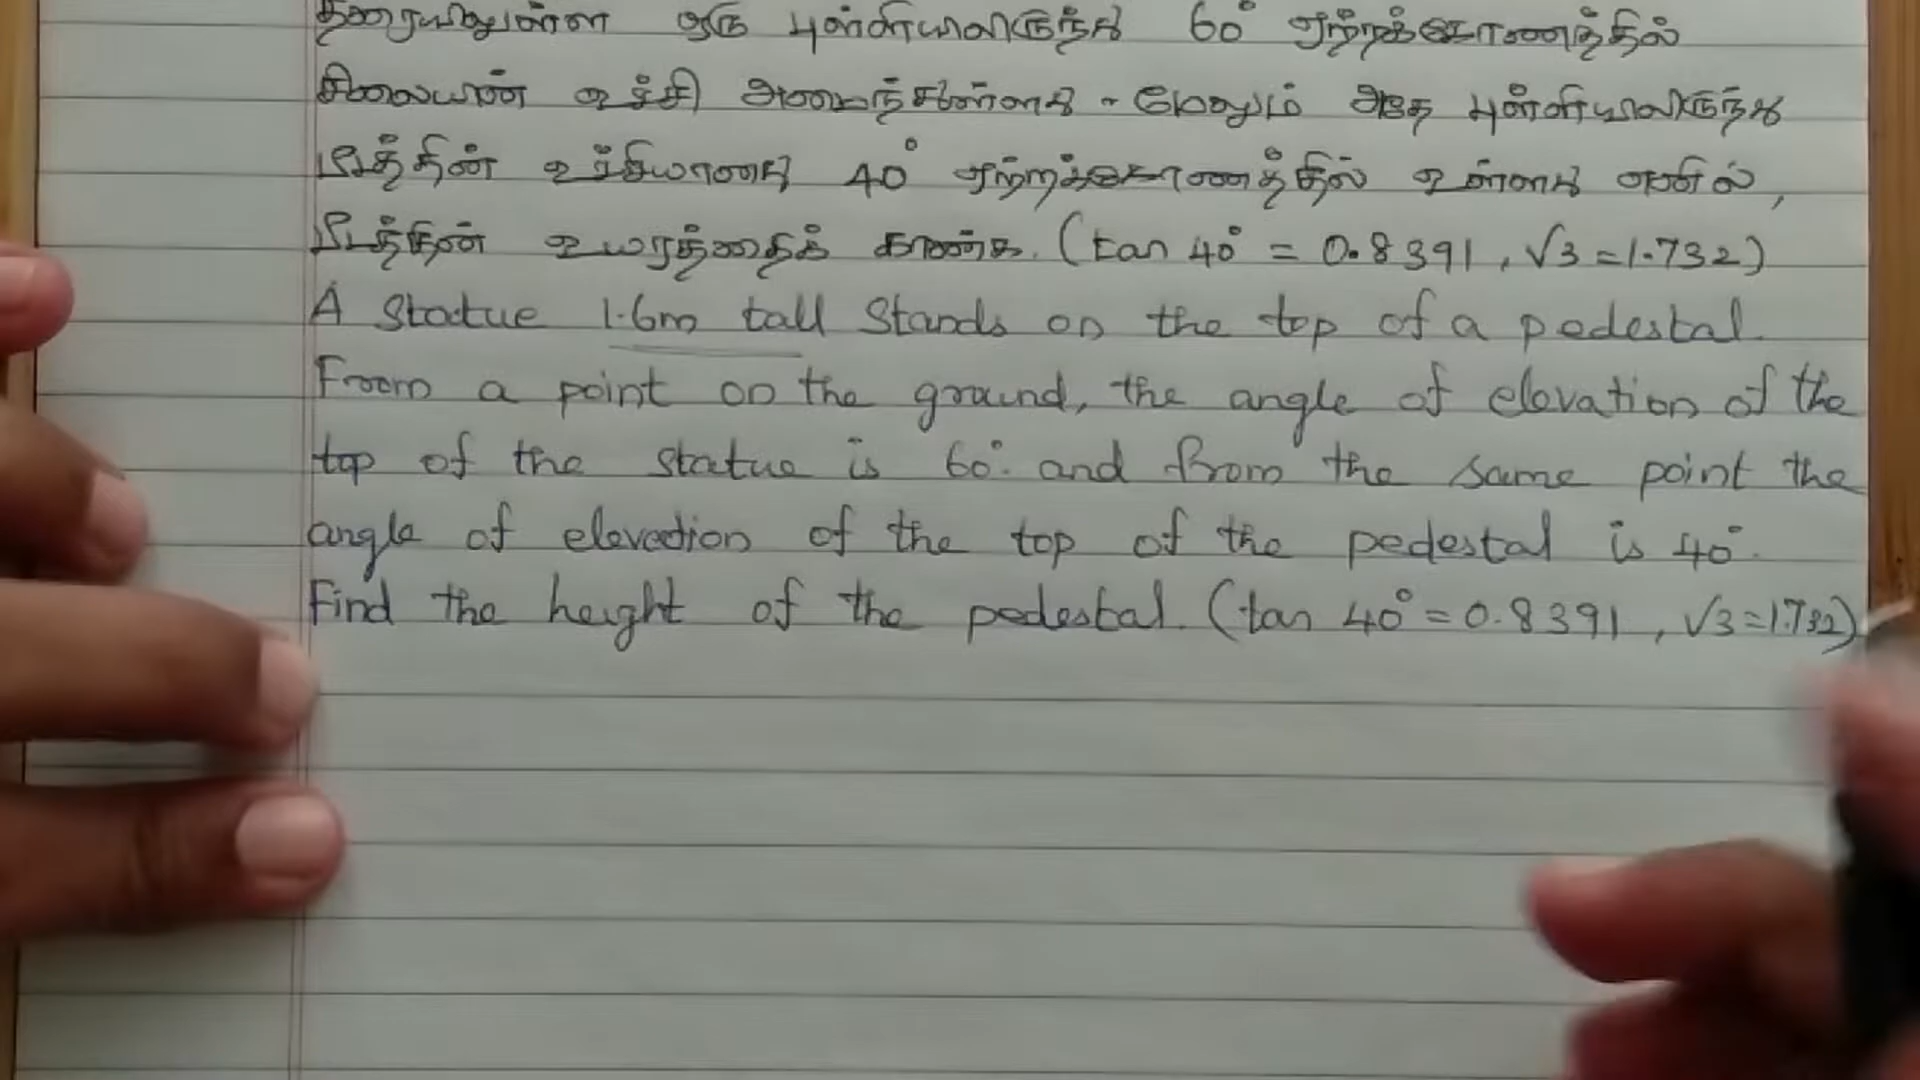 தரையிலுள்ள ஒரு புள்ளியிலிருந்து 60° ஏற்றக்கோணத்தில்
சிலையின் உச்சி அமைந்துள்ளது. மேலும் அதே புள்ளியிலிருந்து
பீடத்தின் உச்சியானது 40° ஏற்றக்கோணத்தில் உள்ளது எனில்,
பீடத்தின் உயரத்தைக் காண்க. (tan 40° = 0.8391, √3 = 1.732)
A Statue 1.6m tall Stands on the top of a pedestal.
From a point on the ground, the angle of elevation of the
top of the statue is 60°. and from the same point the
angle of elevation of the top of the pedestal is 40°.
Find the height of the pedestal. (tan 40° = 0.8391, √3 = 1.732)